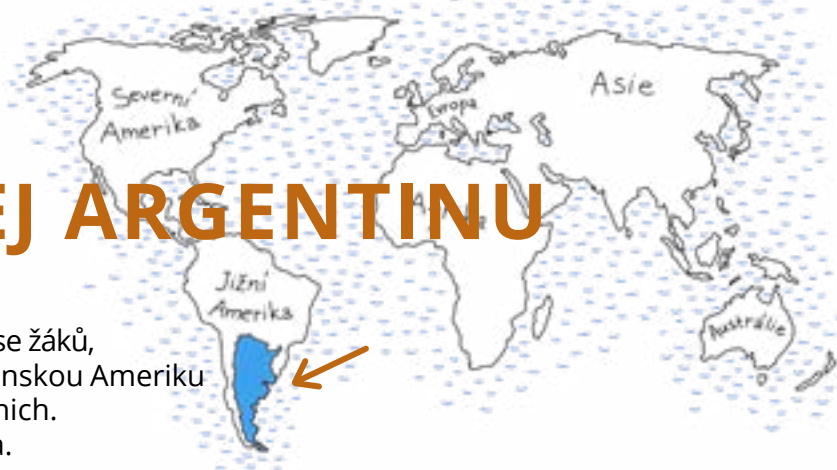 Severní
Amerika
Evropa
Asie
EJ ARGENTINU
Jižní
Amerika
Austrálie
se žáků,
nskou Ameriku
nich.